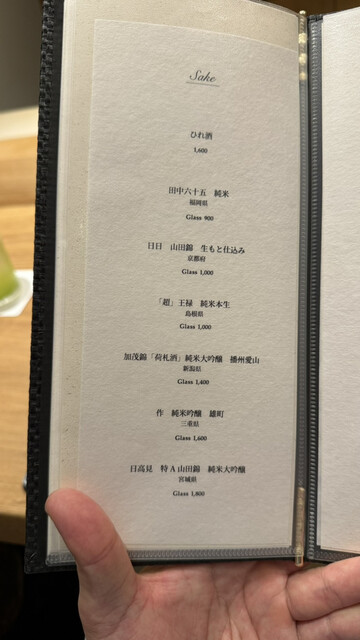 Sake
ひれ酒
1,600
田中六十五 純米
福岡県
Glass 900
日日 山田錦 生もと仕込み
京都府
Glass 1,000
「超」王祿 純米本生
島根県
Glass 1,000
加茂錦「荷札酒」純米大吟醸 播州愛山
新潟県
Glass 1,400
作 純米吟醸 雄町
三重県
Glass 1,600
日高見 特A山田錦 純米大吟醸
宮城県
Glass 1,800